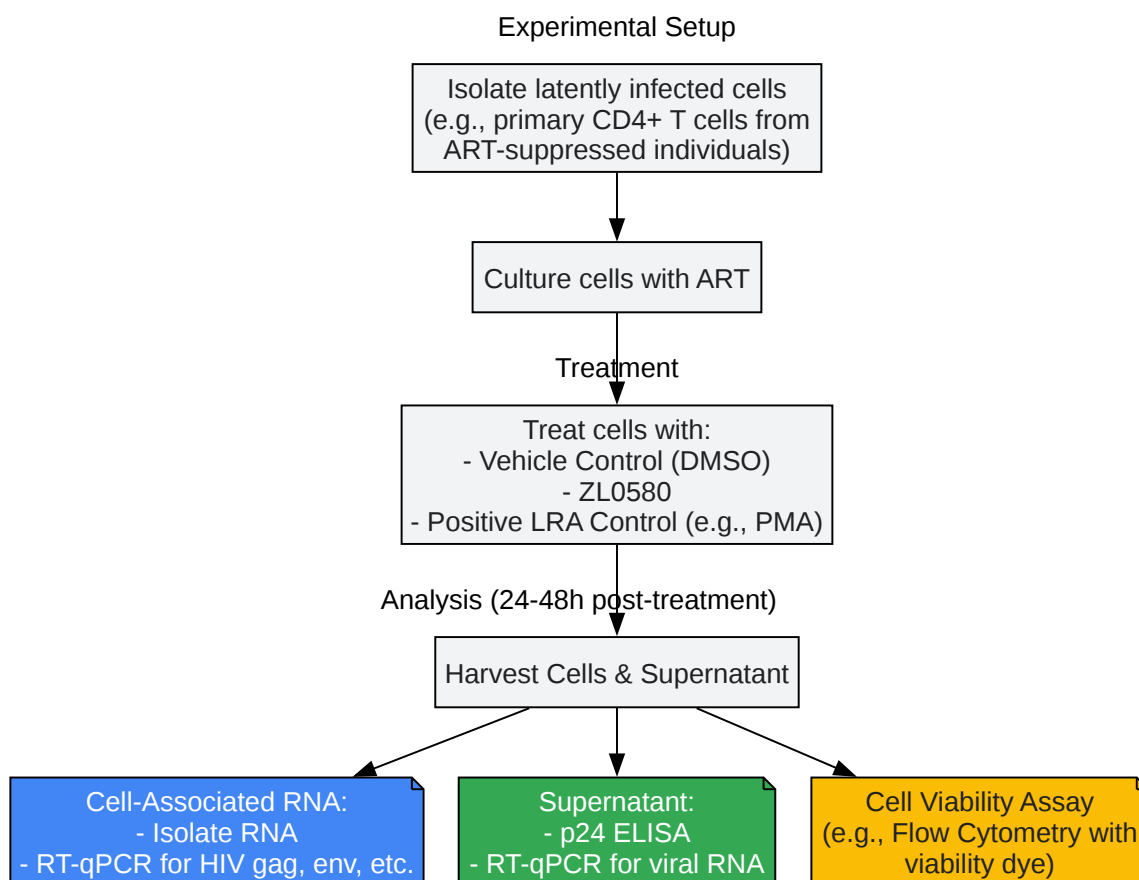 Experimental Setup
Isolate latently infected cells
(e.g., primary CD4+ T cells from
ART-suppressed individuals)
Culture cells with ART
Treatment
Treat cells with:
- Vehicle Control (DMSO)
- ZL0580
- Positive LRA Control (e.g., PMA)
Analysis (24-48h post-treatment)
Harvest Cells & Supernatant
Cell-Associated RNA:
- Isolate RNA
- RT-qPCR for HIV gag, env, etc.
Supernatant:
- p24 ELISA
- RT-qPCR for viral RNA
Cell Viability Assay
(e.g., Flow Cytometry with
viability dye)